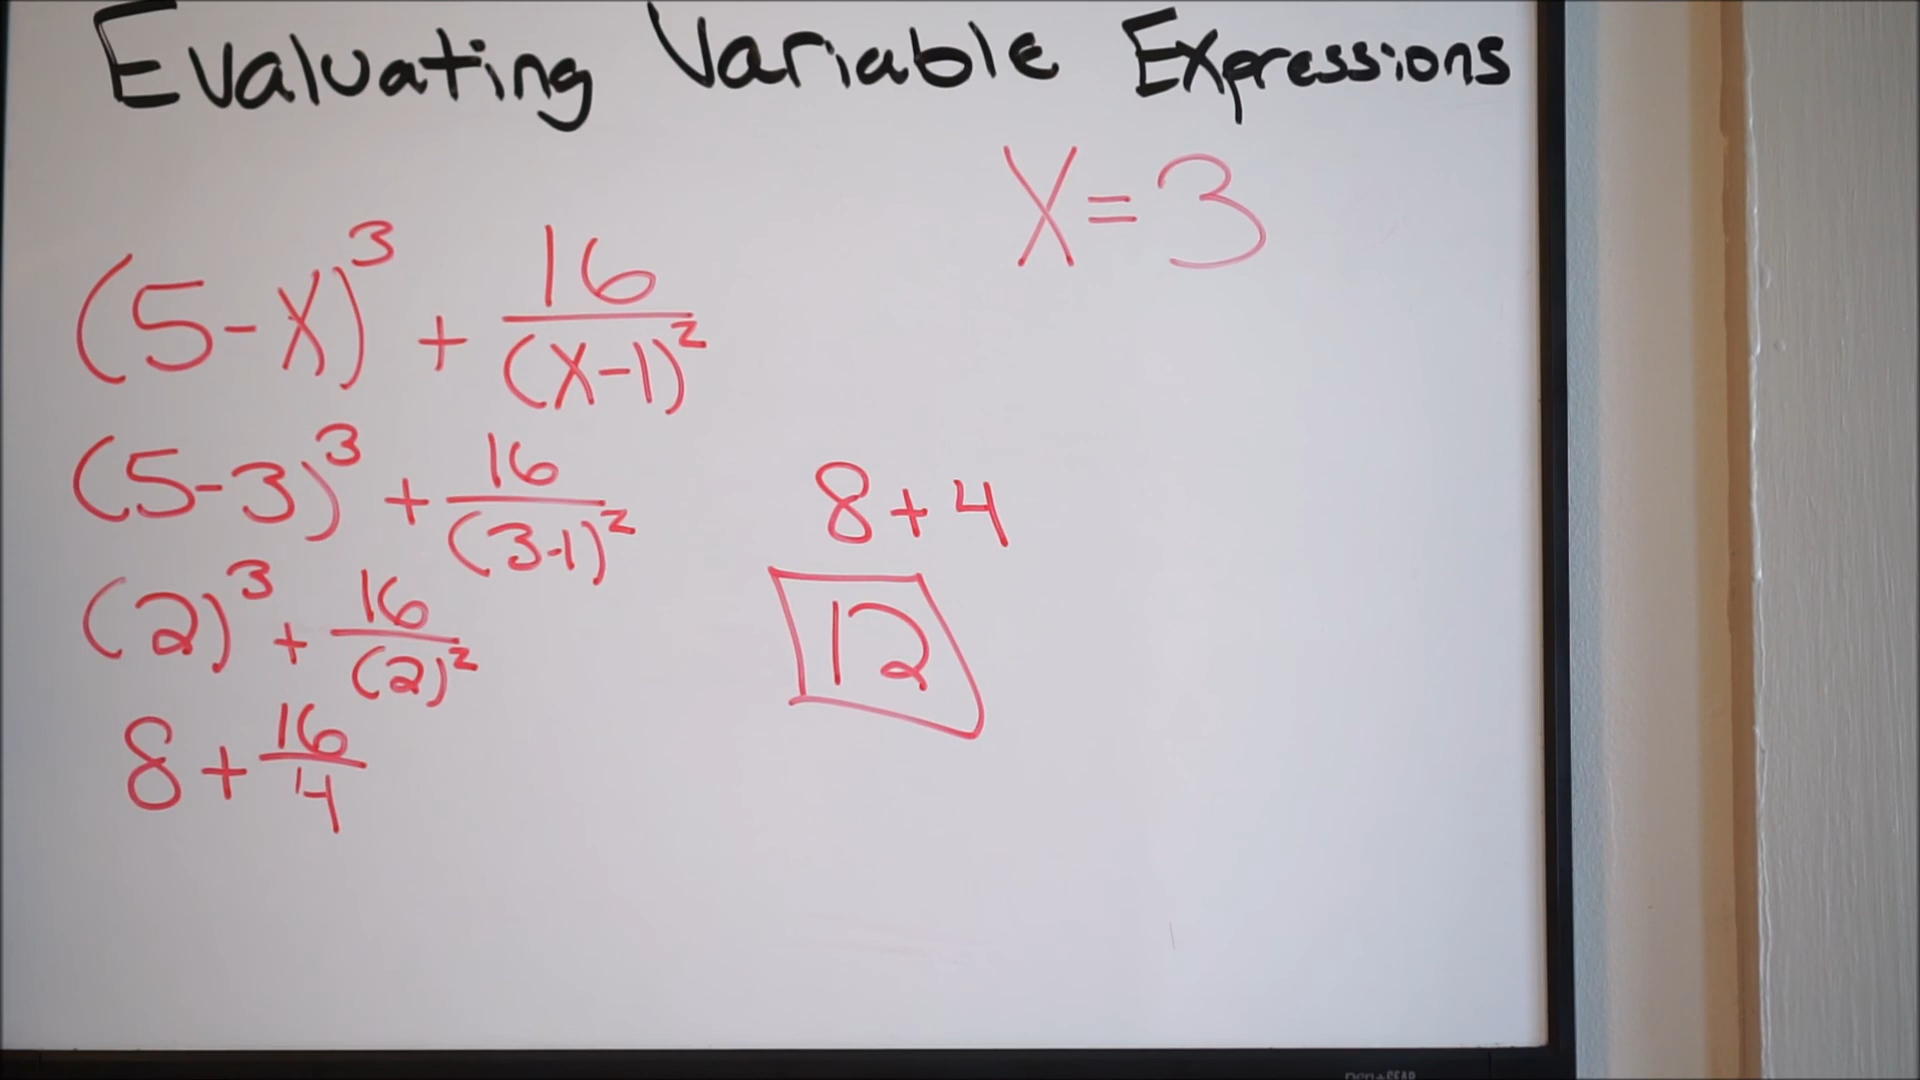 Evaluating Variable Expressions
X=3
(5-X)³ + 16/(X-1)²
(5-3)³ + 16/(3-1)²
(2)³ + 16/(2)²
8 + 16/4
8+4
12